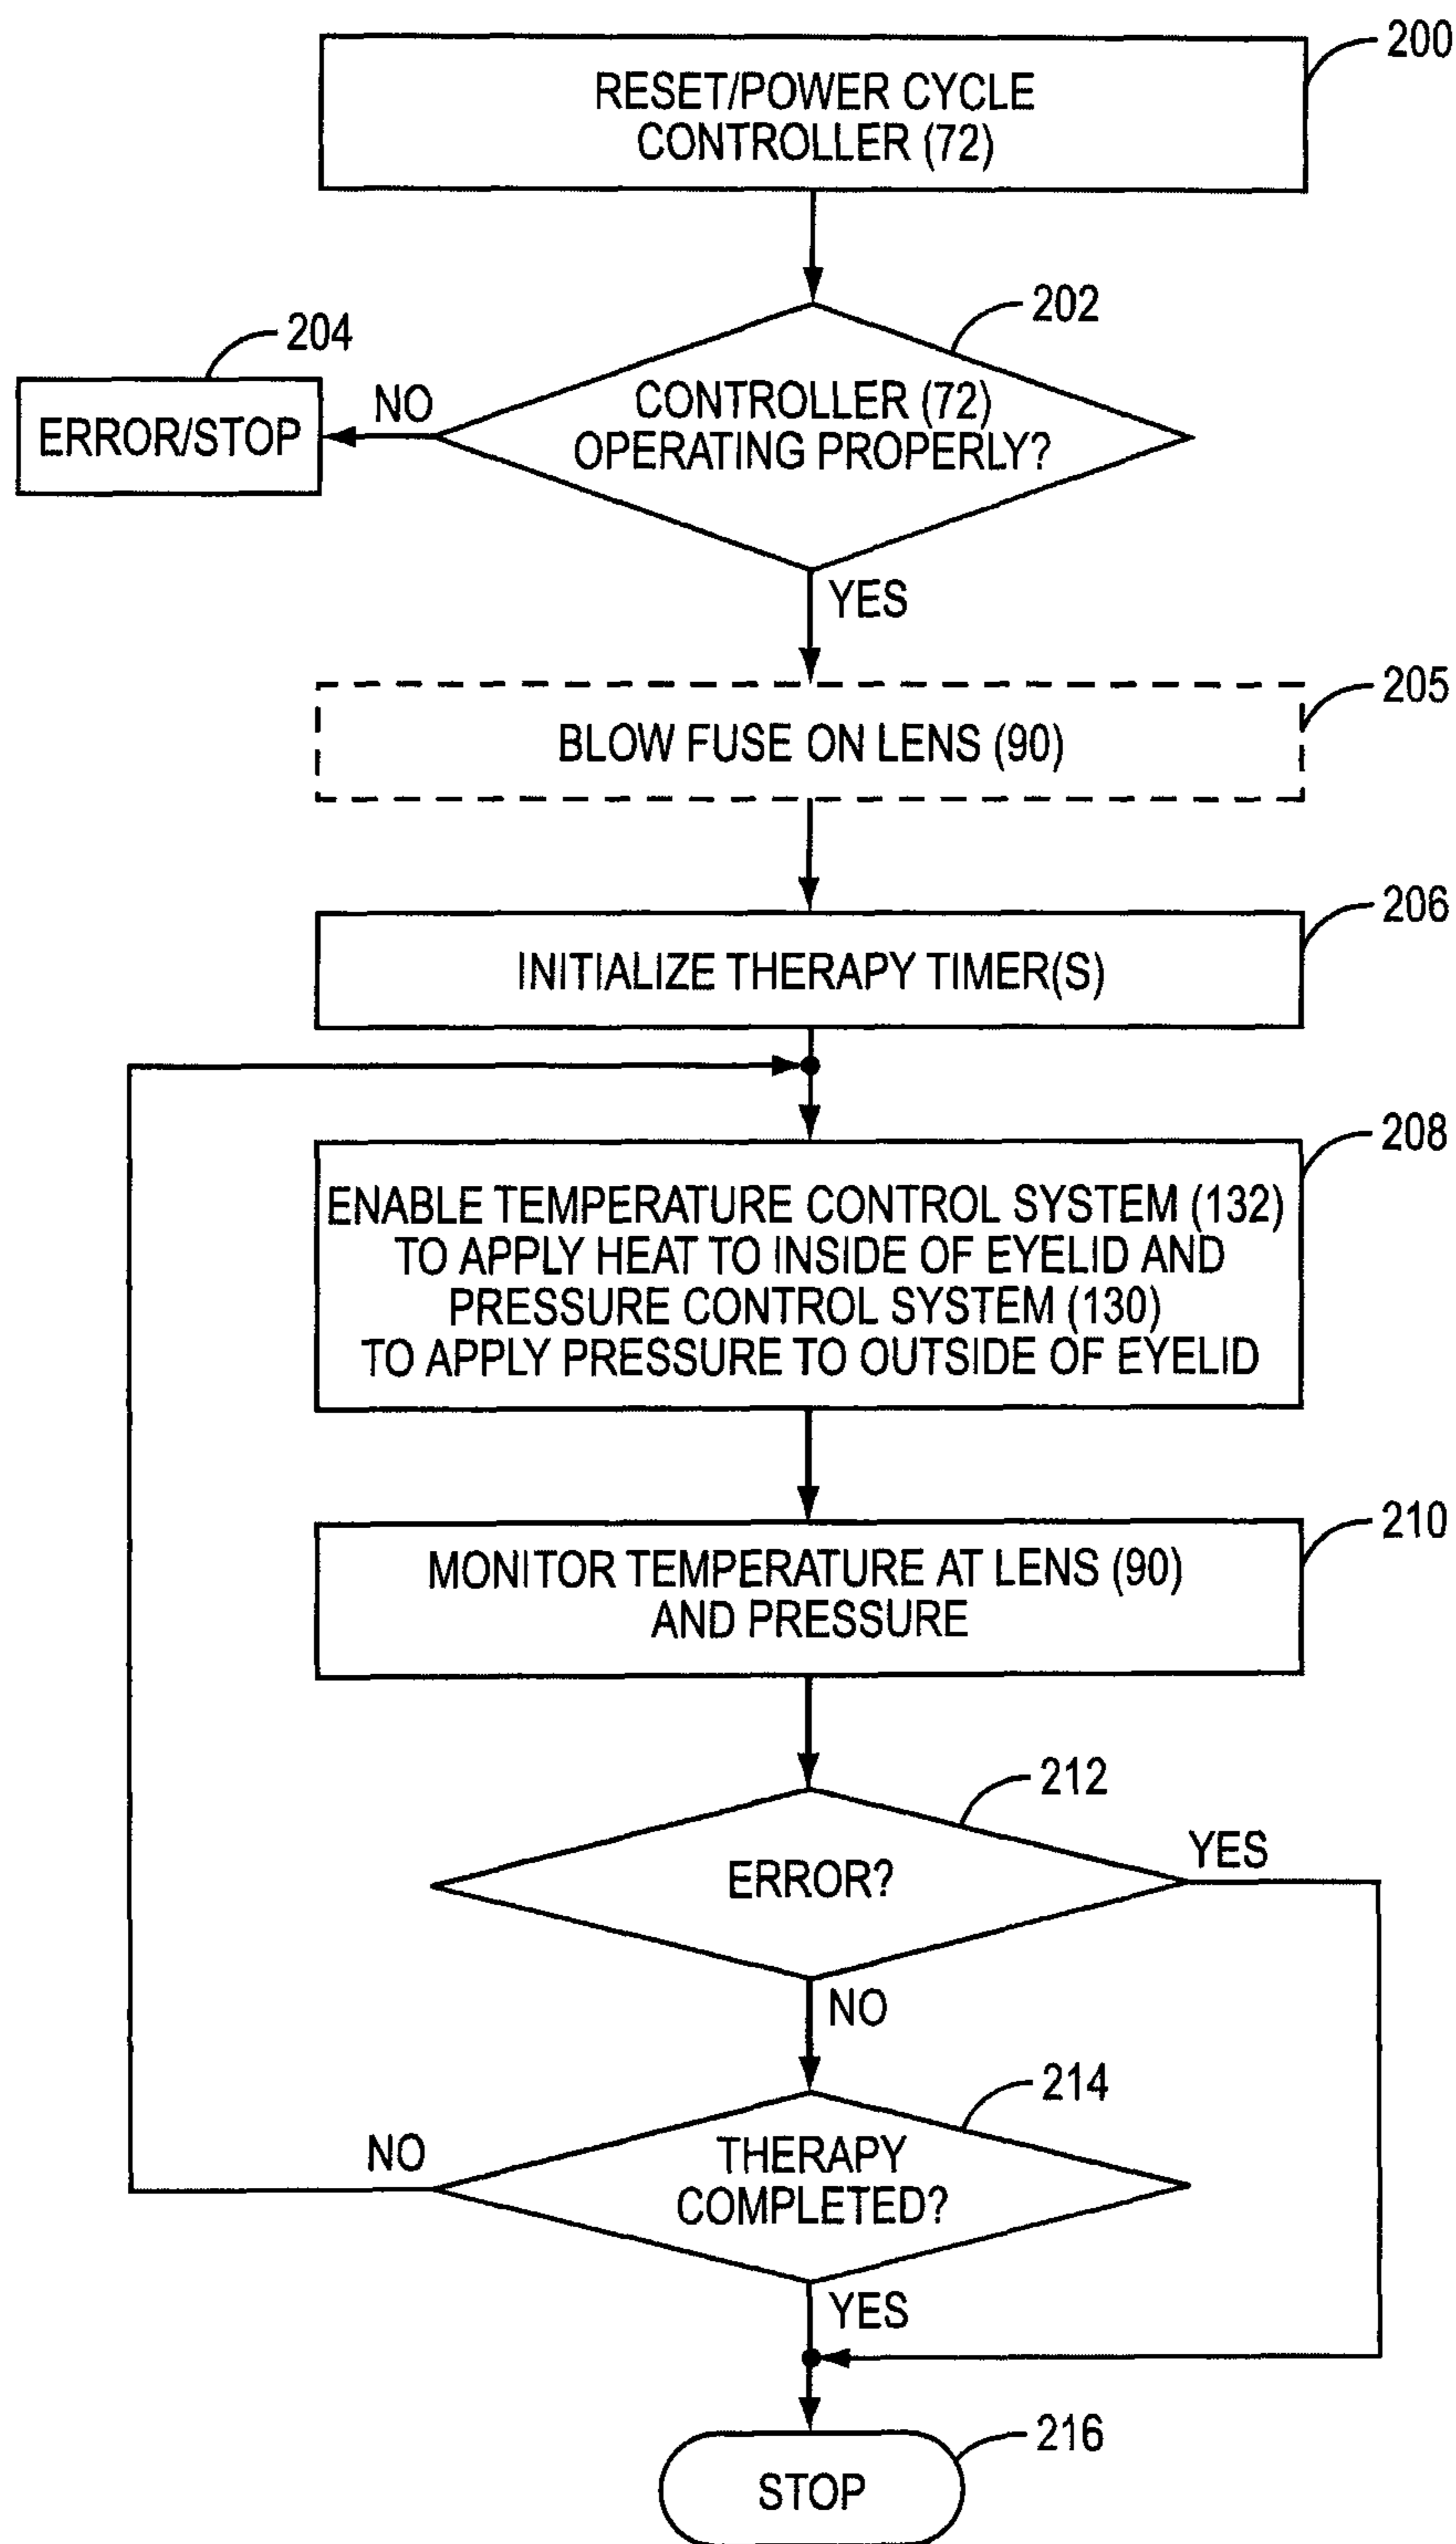 200
RESET/POWER CYCLE
CONTROLLER (72)
202
204
CONTROLLER (72)
OPERATING PROPERLY?
NO
ERROR/STOP
YES
205
BLOW FUSE ON LENS (90)
206
INITIALIZE THERAPY TIMER(S)
208
ENABLE TEMPERATURE CONTROL SYSTEM (132)
TO APPLY HEAT TO INSIDE OF EYELID AND
PRESSURE CONTROL SYSTEM (130)
TO APPLY PRESSURE TO OUTSIDE OF EYELID
210
MONITOR TEMPERATURE AT LENS (90)
AND PRESSURE
212
YES
ERROR?
NO
214
NO
THERAPY
COMPLETED?
YES
216
STOP